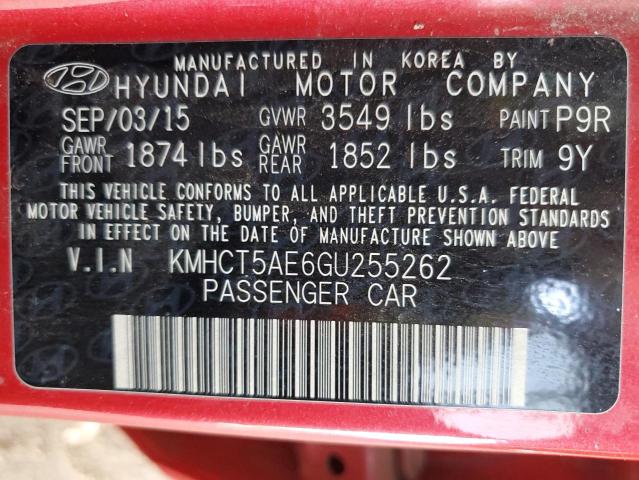 MANUFACTURED IN KOREA BY
HYUNDAI MOTOR COMPANY
SEP/03/15 GVWR 3549 lbs PAINT P9R
GAWR FRONT 1874 lbs GAWR REAR 1852 lbs TRIM 9Y
THIS VEHICLE CONFORMS TO ALL APPLICABLE U.S.A. FEDERAL
MOTOR VEHICLE SAFETY, BUMPER, AND THEFT PREVENTION STANDARDS
IN EFFECT ON THE DATE OF MANUFACTURE SHOWN ABOVE.
V.I.N KMHCT5AE6GU255262
PASSENGER CAR